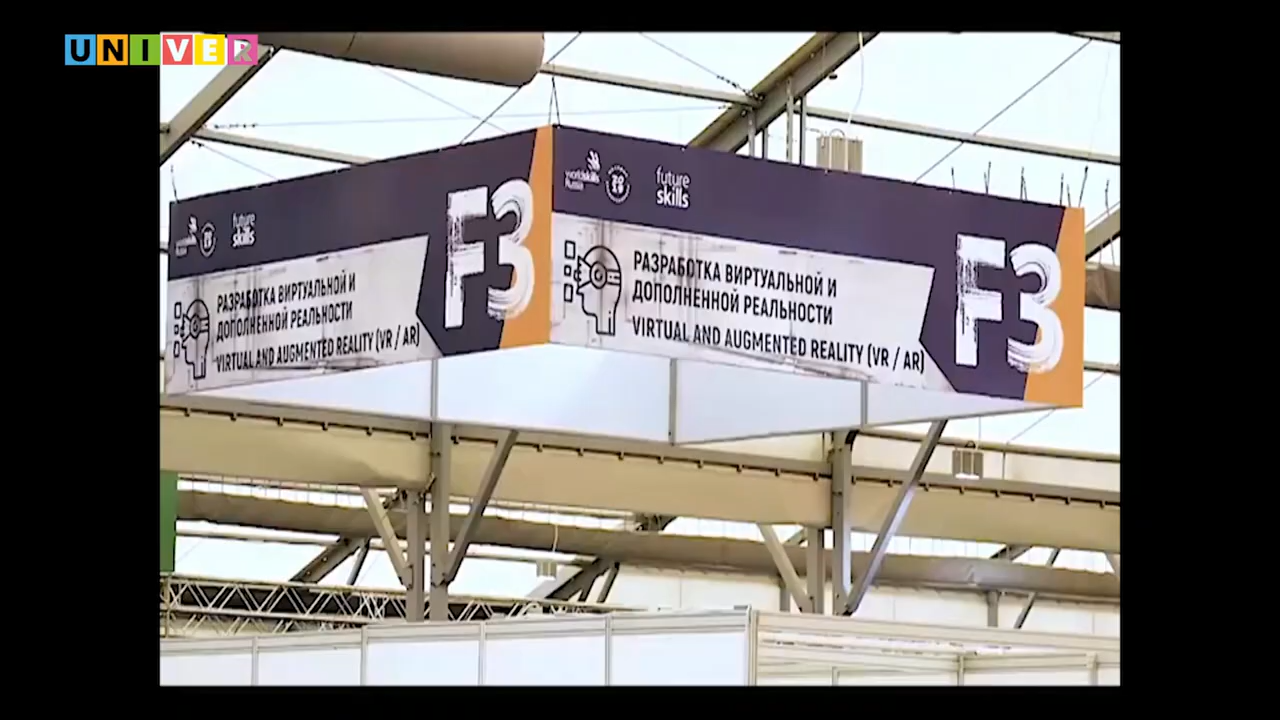 UNIVER
worldskills
Russia
future
skills
F3
РАЗРАБОТКА ВИРТУАЛЬНОЙ И
ДОПОЛНЕННОЙ РЕАЛЬНОСТИ
VIRTUAL AND AUGMENTED REALITY (VR / AR)
future
skills
F3
РАЗРАБОТКА ВИРТУАЛЬНОЙ И
ДОПОЛНЕННОЙ РЕАЛЬНОСТИ
VIRTUAL AND AUGMENTED REALITY (VR / AR)